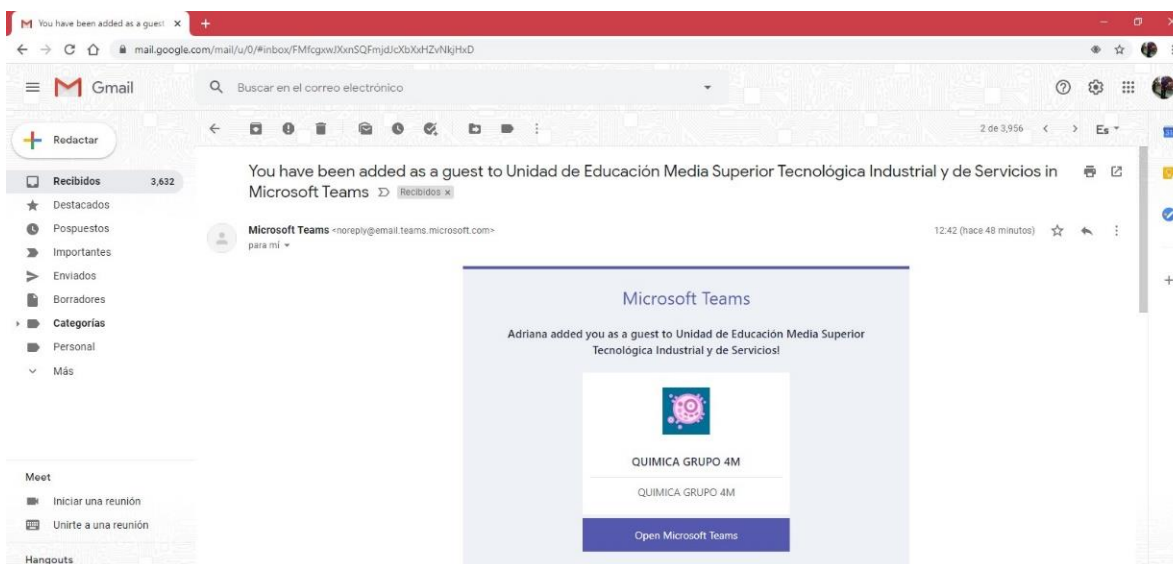 You have been added as a guest
mail.google.com/mail/u/0/#inbox/FMfcgxwJXxnSQFmjdJcXbXxHZvNkjHxD
Gmail
Buscar en el correo electrónico
Redactar
2 de 3,956
Es
Recibidos 3,632
Destacados
Pospuestos
Importantes
Enviados
Borradores
Categorías
Personal
Más
You have been added as a guest to Unidad de Educación Media Superior Tecnológica Industrial y de Servicios in
Microsoft Teams Recibidos x
Microsoft Teams <noreply@email.teams.microsoft.com> 12:42 (hace 48 minutos)
para mí
Microsoft Teams
Adriana added you as a guest to Unidad de Educación Media Superior
Tecnológica Industrial y de Servicios!
QUIMICA GRUPO 4M
QUIMICA GRUPO 4M
Open Microsoft Teams
Meet
Iniciar una reunión
Unirte a una reunión
Hangouts